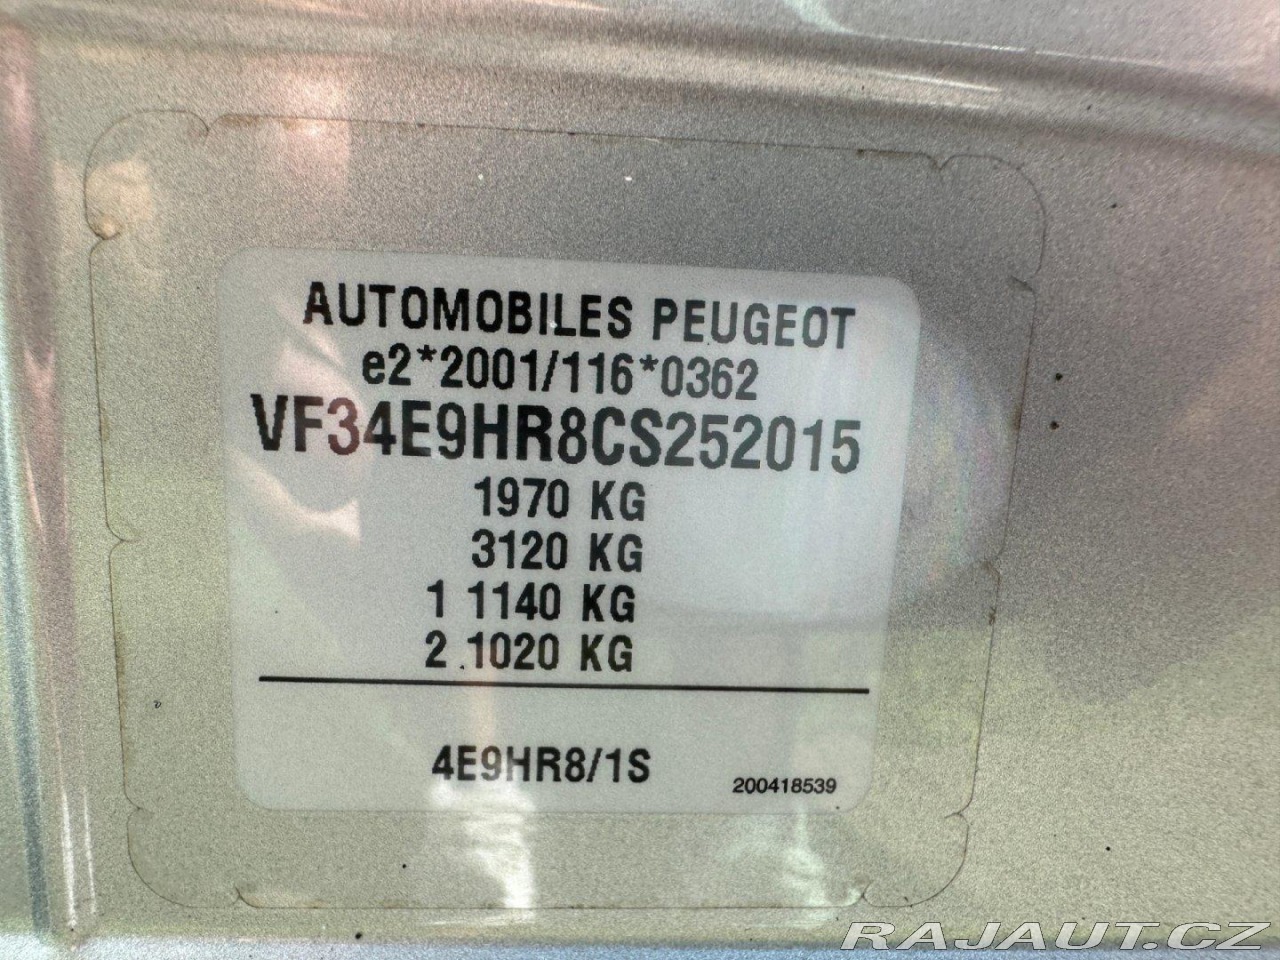 AUTOMOBILES PEUGEOT
e2*2001/116*0362
VF34E9HR8CS252015
1970 KG
3120 KG
1 1140 KG
2 1020 KG
4E9HR8/1S
200418539
RAJAUT.CZ